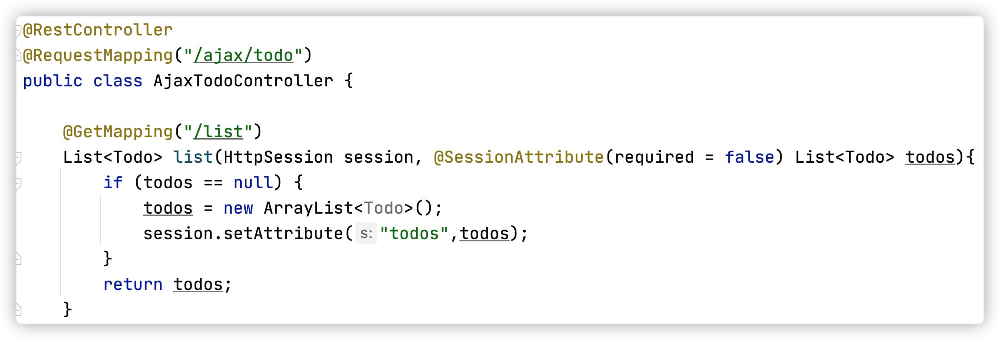 @RestController
@RequestMapping("/ajax/todo")
public class AjaxTodoController {
@GetMapping("/list")
List<Todo> list(HttpSession session, @SessionAttribute(required = false) List<Todo> todos){
if (todos == null) {
todos = new ArrayList<Todo>();
session.setAttribute( s: "todos",todos);
}
return todos;
}